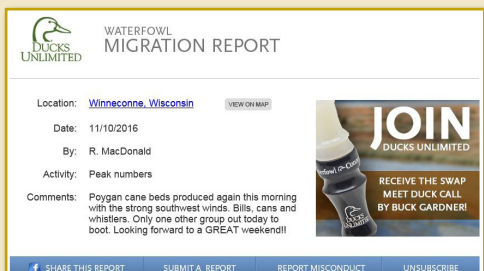 DUCKS
UNLIMITED
WATERFOWL
MIGRATION REPORT
Location: Winneconne, Wisconsin VIEW ON MAP
Date: 11/10/2016
By: R. MacDonald
Activity: Peak numbers
Comments: Poygan cane beds produced again this morning
with the strong southwest winds. Bills, cans and
whistlers. Only one other group out today to
boot. Looking forward to a GREAT weekend!!
JOIN
DUCKS UNLIMITED
RECEIVE THE SWAP
MEET DUCK CALL
BY BUCK GARDNER!
DUCKS
UNLIMITED
SHARE THIS REPORT SUBMIT A REPORT REPORT MISCONDUCT UNSUBSCRIBE